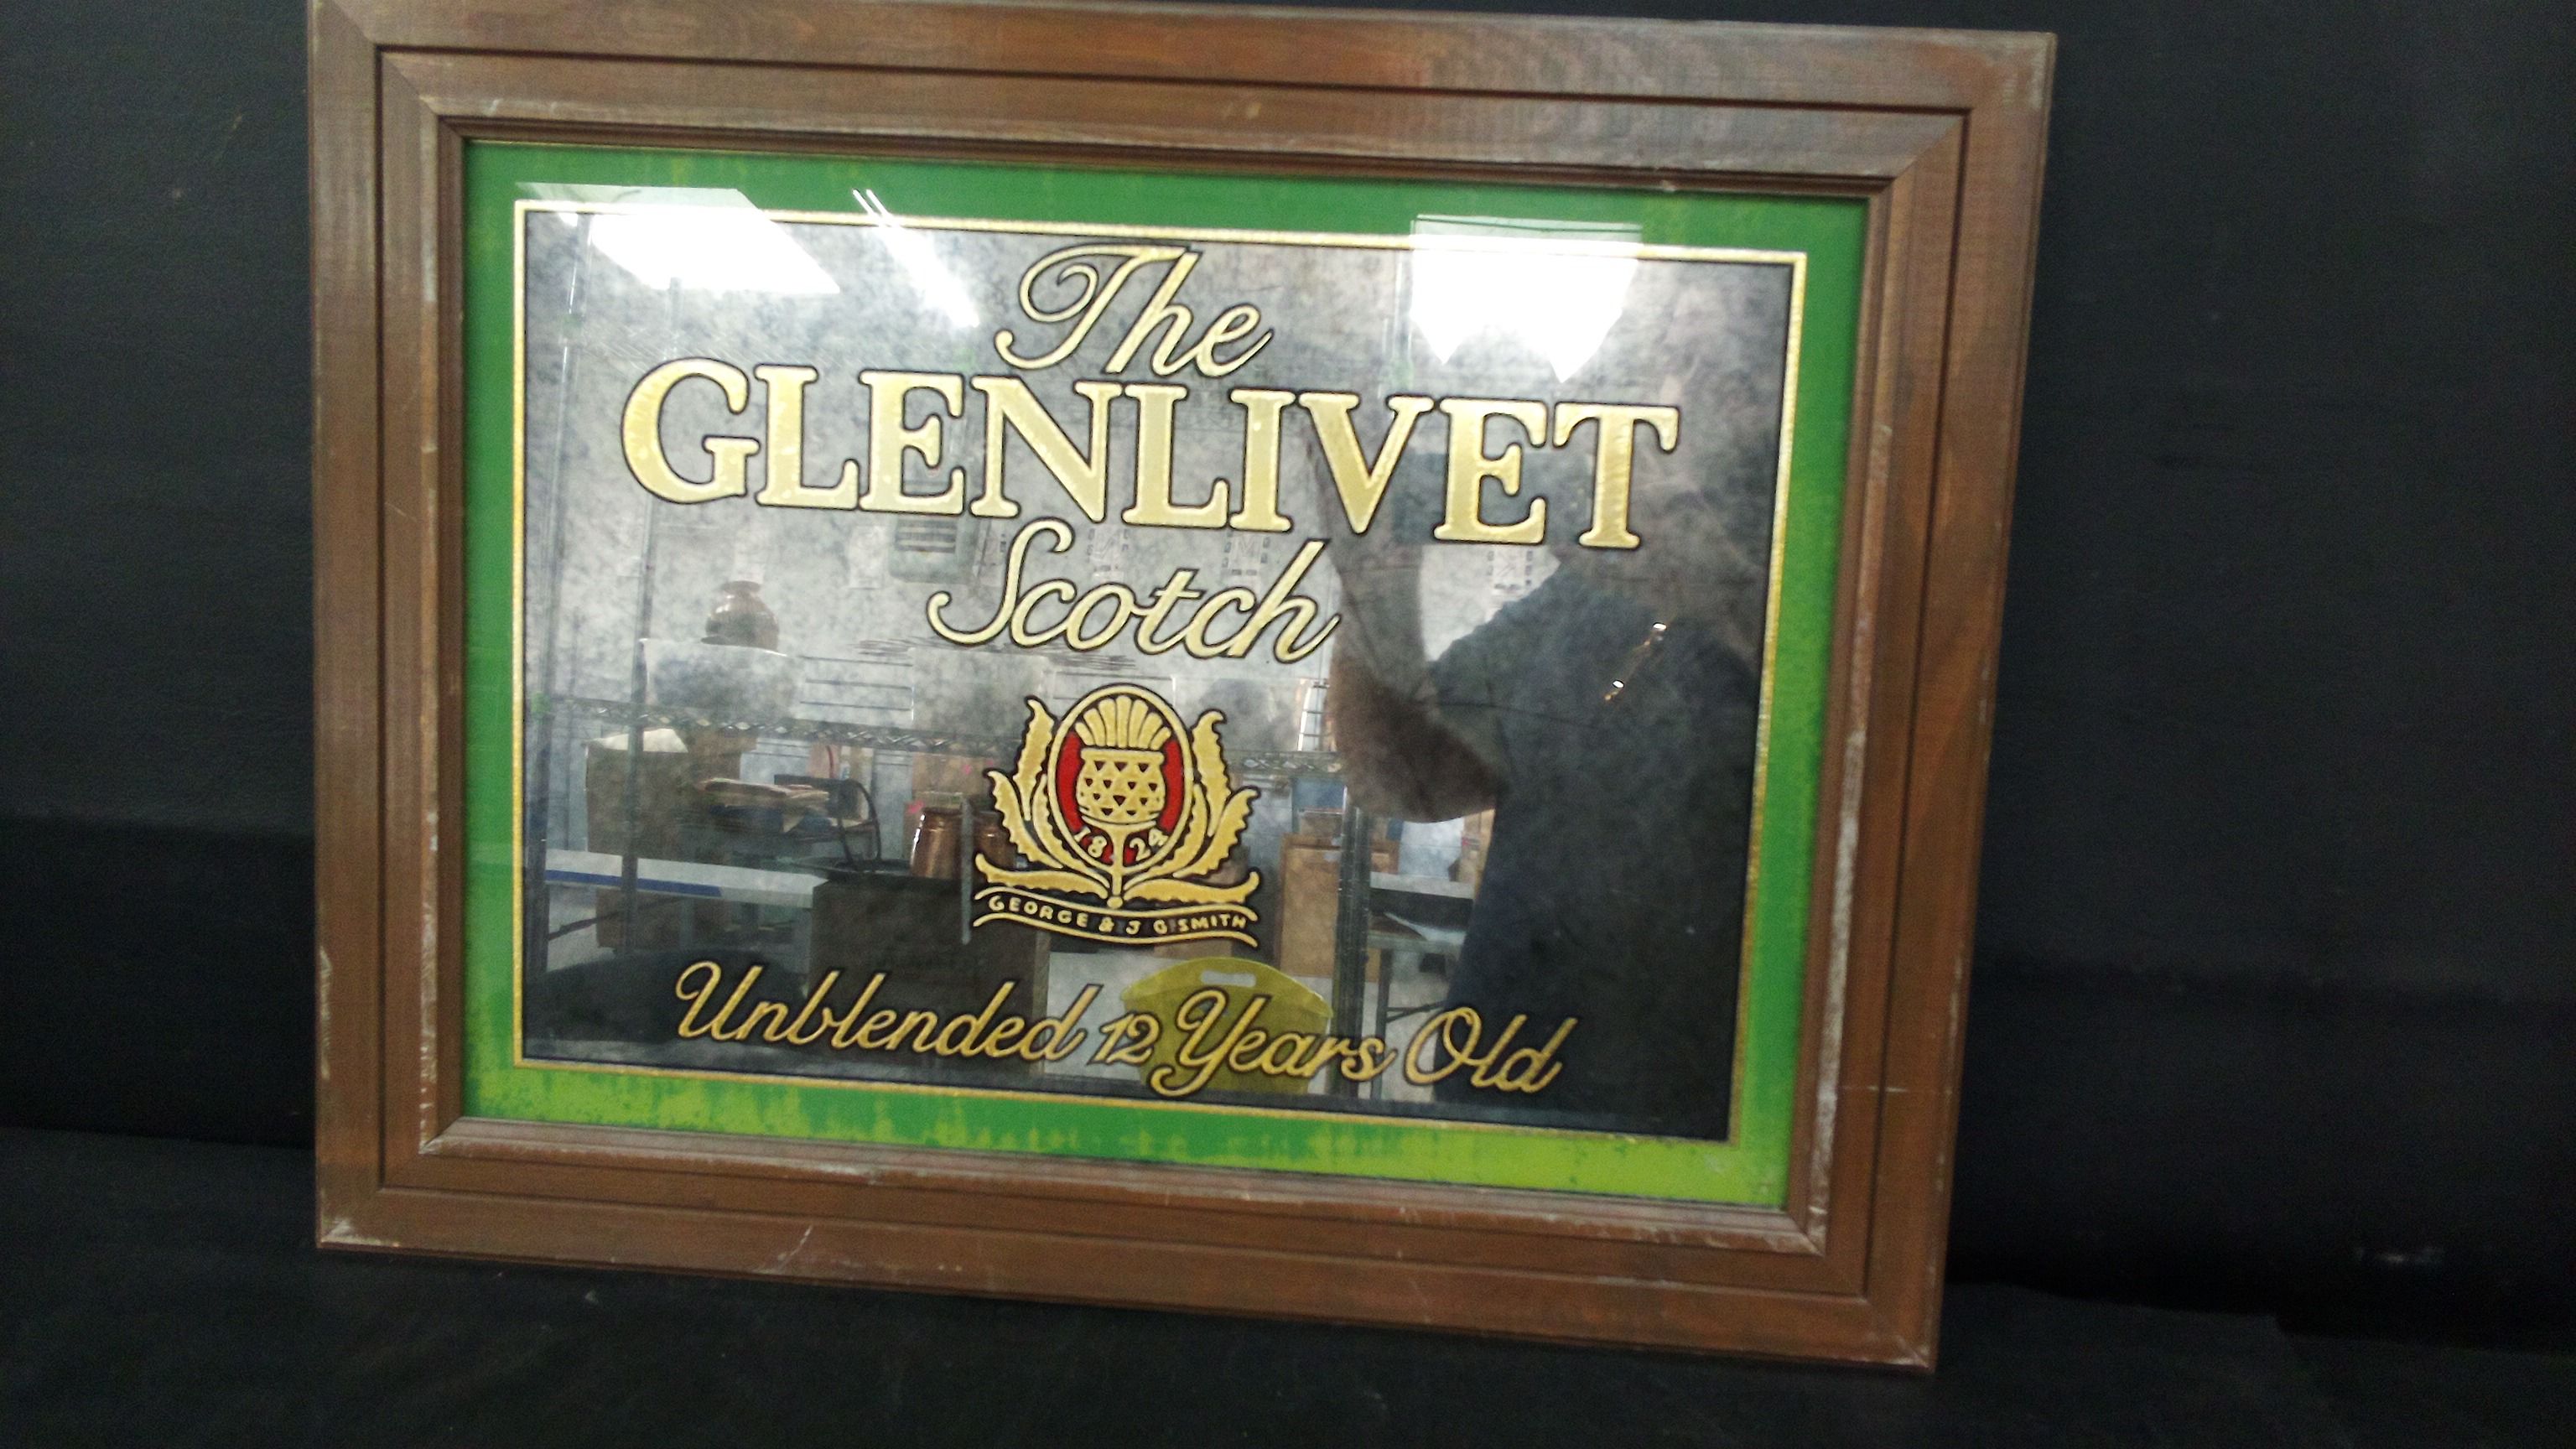 The
GLENLIVET
Scotch
1824
GEORGE & J G SMITH
Unblended 12 Years Old